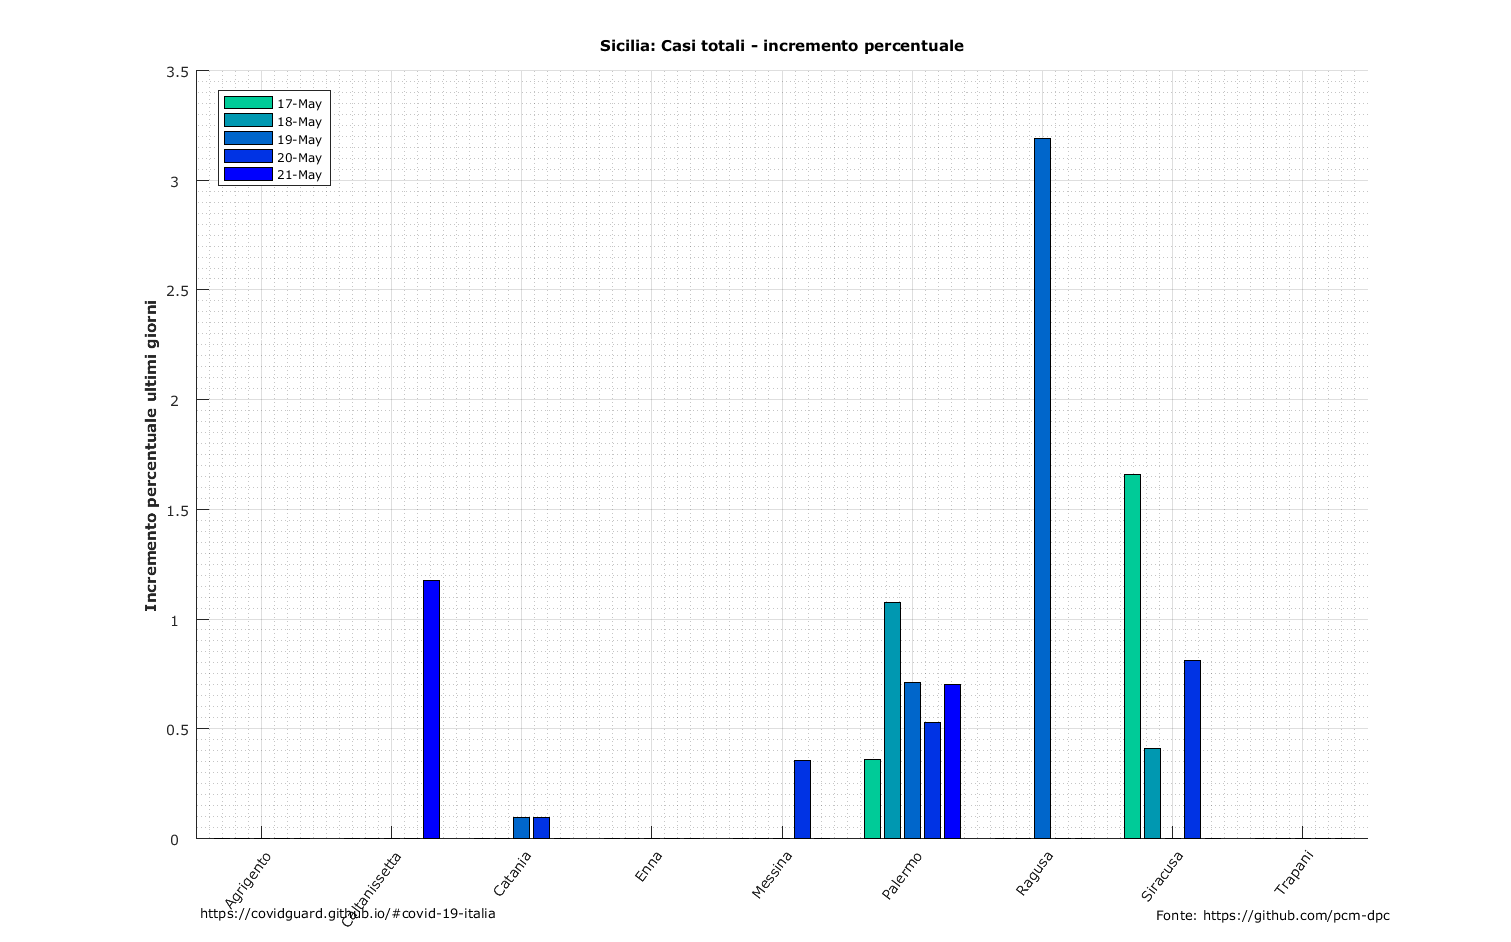 Sicilia: Casi totali - incremento percentuale
3.5
3
2.5
2
1.5
1
0.5
0
Incremento percentuale ultimi giorni
17-May
18-May
19-May
20-May
21-May
Agrigento
Caltanissetta
Catania
Enna
Messina
Palermo
Ragusa
Siracusa
Trapani
https://covidguard.github.io/#covid-19-italia
Fonte: https://github.com/pcm-dpc